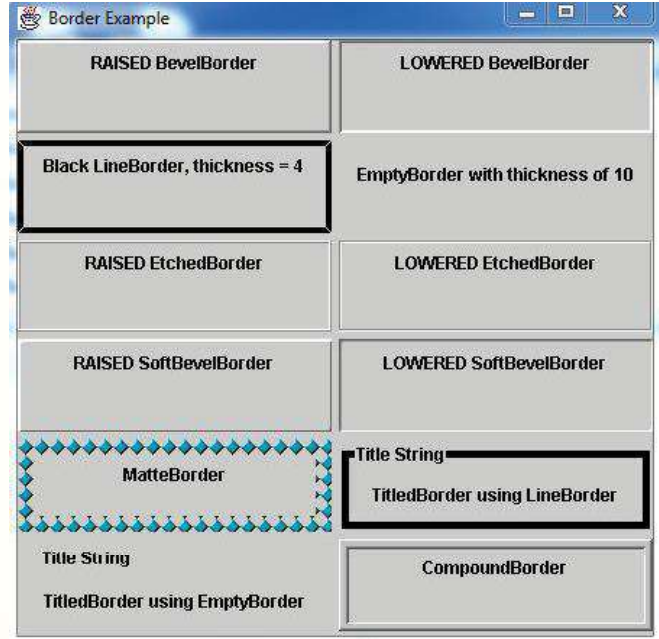 Border Example
RAISED BevelBorder
LOWERED BevelBorder
Black LineBorder, thickness = 4
EmptyBorder with thickness of 10
RAISED EtchedBorder
LOWERED EtchedBorder
RAISED SoftBevelBorder
LOWERED SoftBevelBorder
MatteBorder
Title String
TitledBorder using LineBorder
Title String
TitledBorder using EmptyBorder
CompoundBorder